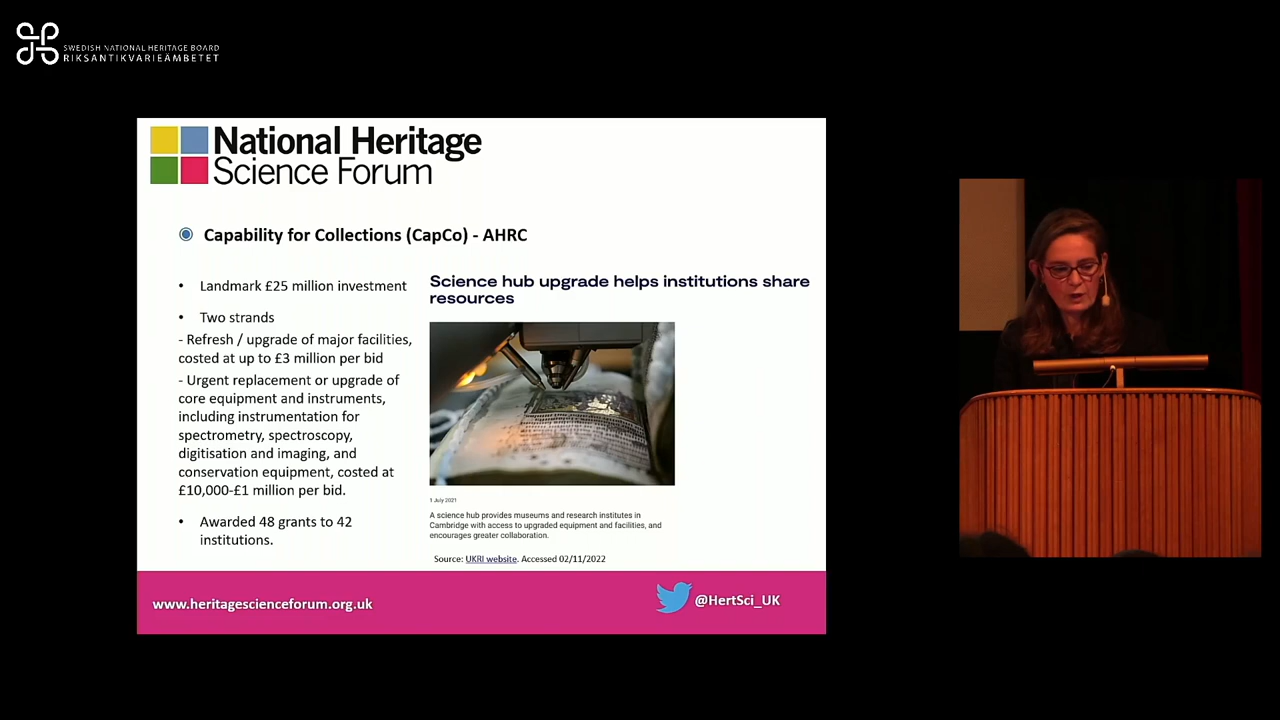 SWEDISH NATIONAL HERITAGE BOARD
RIKSANTIKVARIEÄMBETET
National Heritage
Science Forum
Capability for Collections (CapCo) - AHRC
• Landmark £25 million investment
• Two strands
- Refresh / upgrade of major facilities,
costed at up to £3 million per bid
- Urgent replacement or upgrade of
core equipment and instruments,
including instrumentation for
spectrometry, spectroscopy,
digitisation and imaging, and
conservation equipment, costed at
£10,000-£1 million per bid.
• Awarded 48 grants to 42
institutions.
Science hub upgrade helps institutions share
resources
1 July 2021
A science hub provides museums and research institutes in
Cambridge with access to upgraded equipment and facilities, and
encourages greater collaboration.
Source: UKRI website. Accessed 02/11/2022
www.heritagescienceforum.org.uk
@HertSci_UK